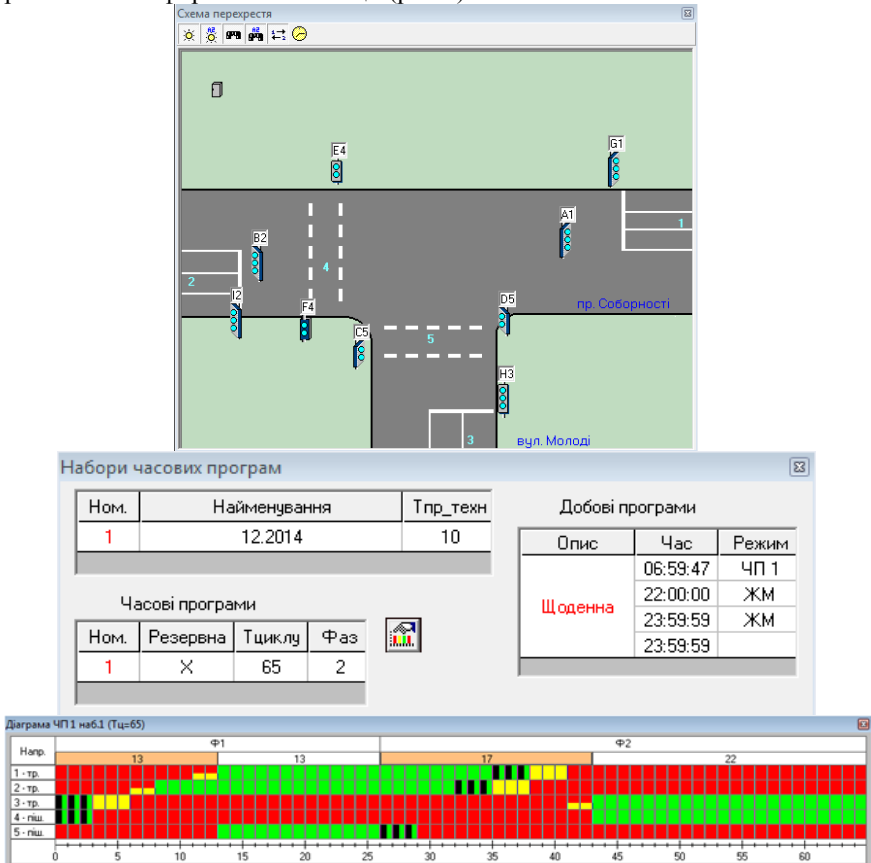 Схема перехрестя
E4
G1
A1
B2
1
4
2
I2
F4
D5
пр. Соборності
C5
5
H3
3
вул. Молоді
Набори часових програм
Ном. Найменування Тпр_техн
1 12.2014 10
Добові програми
Опис Час Режим
Щоденна
06:59:47 ЧП 1
22:00:00 ЖМ
23:59:59 ЖМ
23:59:59
Часові програми
Ном. Резервна Тциклу Фаз
1 X 65 2
Діаграма ЧП 1 наб.1 (Тц=65)
Напр. Ф1 Ф2
13 13 17 22
1 - тр.
2 - тр.
3 - тр.
4 - піш.
5 - піш.
0 5 10 15 20 25 30 35 40 45 50 55 60